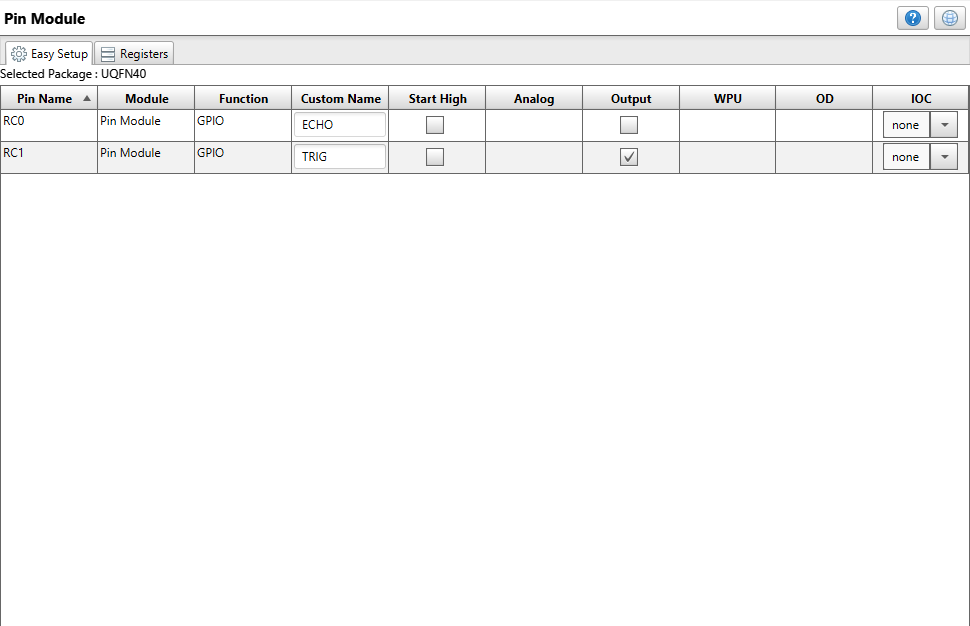 Pin Module
Easy Setup Registers
Selected Package : UQFN40
Pin Name Module Function Custom Name Start High Analog Output WPU OD IOC
RC0 Pin Module GPIO ECHO none
RC1 Pin Module GPIO TRIG none